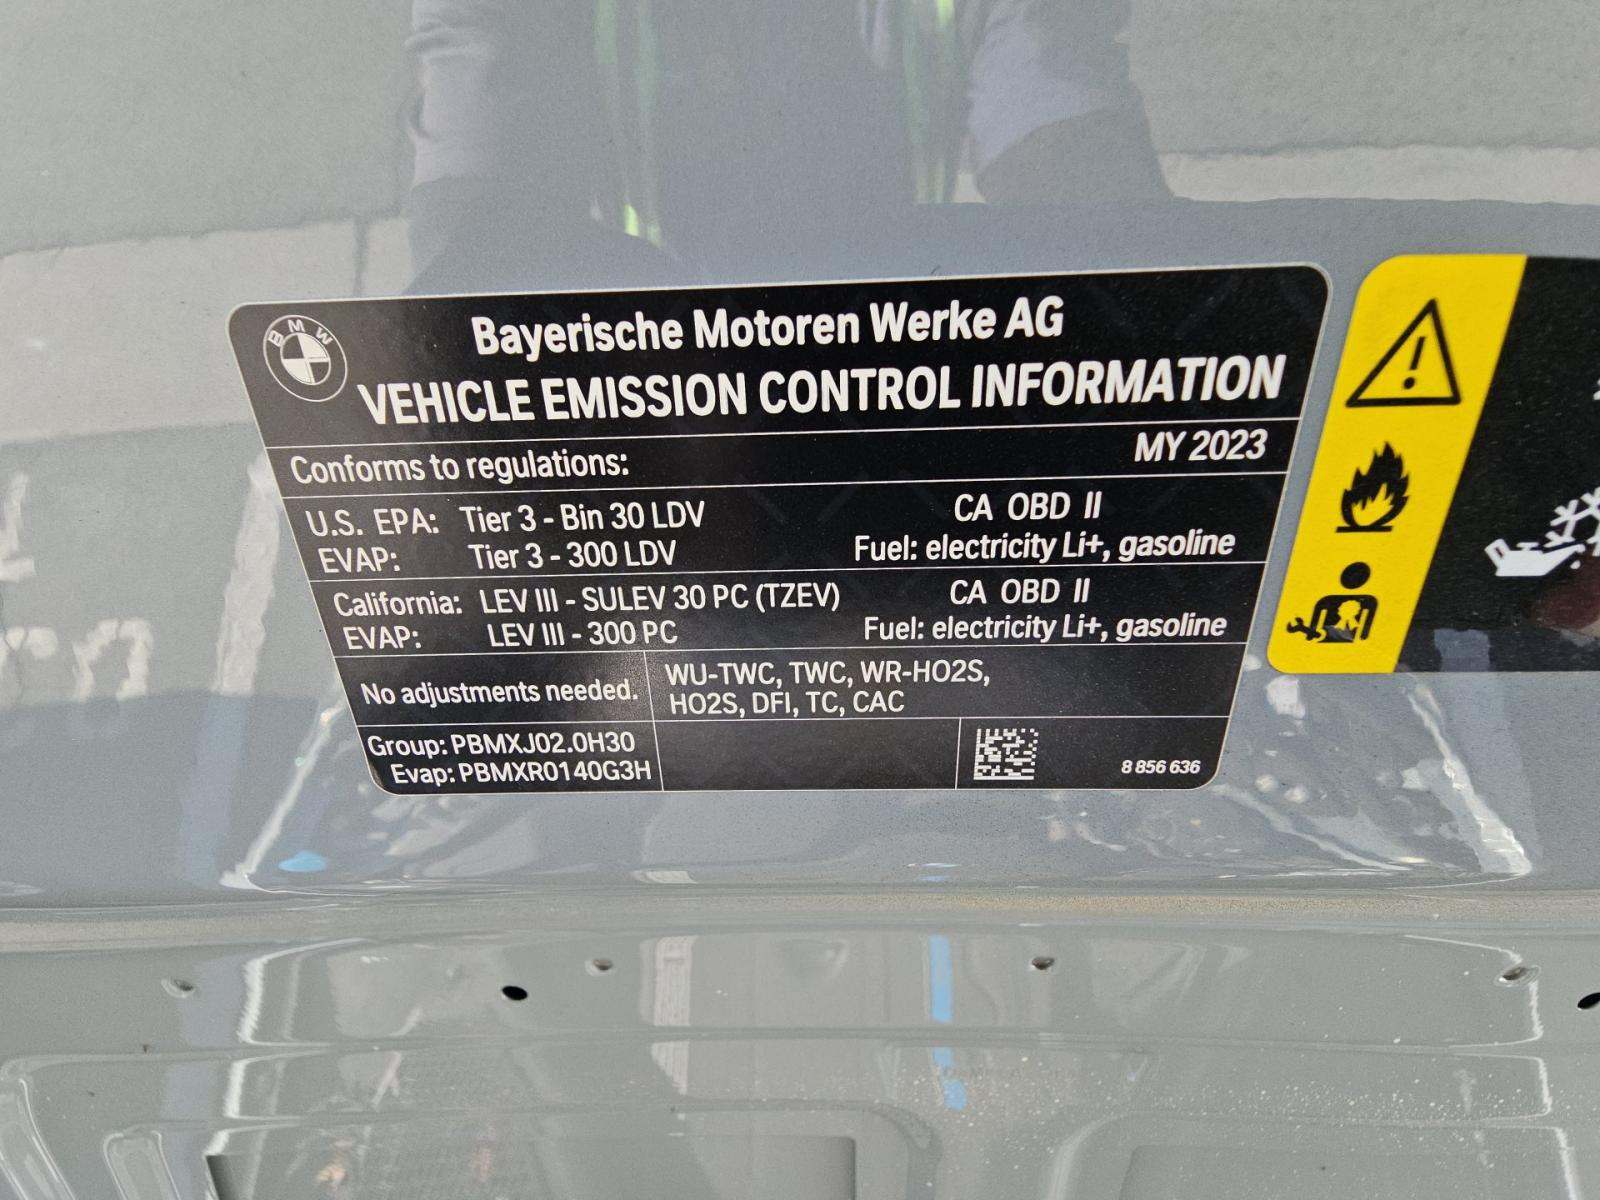 BMW
Bayerische Motoren Werke AG
VEHICLE EMISSION CONTROL INFORMATION
Conforms to regulations: MY 2023
U.S. EPA: Tier 3 - Bin 30 LDV CA OBD II
EVAP: Tier 3 - 300 LDV Fuel: electricity Li+, gasoline
California: LEV III - SULEV 30 PC (TZEV) CA OBD II
EVAP: LEV III - 300 PC Fuel: electricity Li+, gasoline
No adjustments needed. WU-TWC, TWC, WR-HO2S,
HO2S, DFI, TC, CAC
Group: PBMXJ02.0H30
Evap: PBMXR0140G3H
8 856 636